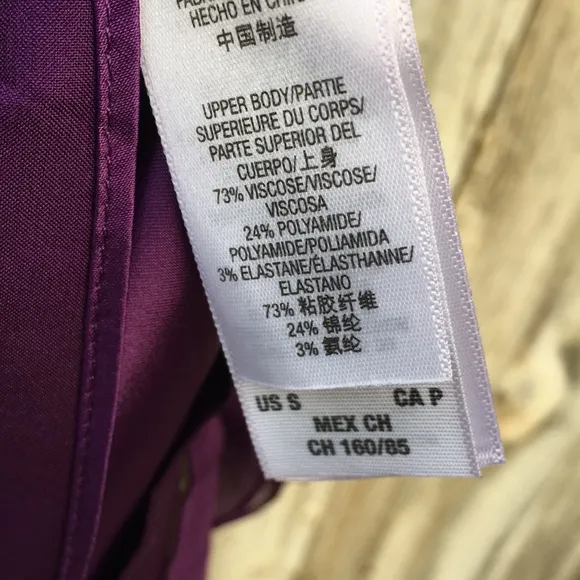 HECHO EN CHINA
中国制造
UPPER BODY/PARTIE
SUPERIEURE DU CORPS/
PARTE SUPERIOR DEL
CUERPO/上身
73% VISCOSE/VISCOSE/
VISCOSA
24% POLYAMIDE/
POLYAMIDE/POLIAMIDA
3% ELASTANE/ÉLASTHANNE/
ELASTANO
73% 粘胶纤维
24% 锦纶
3% 氨纶
US S CA P
MEX CH
CH 160/85